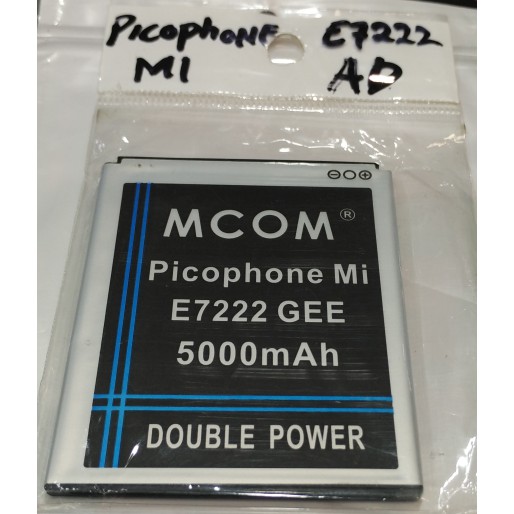 PicophonE E7222
MI AD
MCOM ®
Picophone Mi
E7222 GEE
5000mAh
DOUBLE POWER